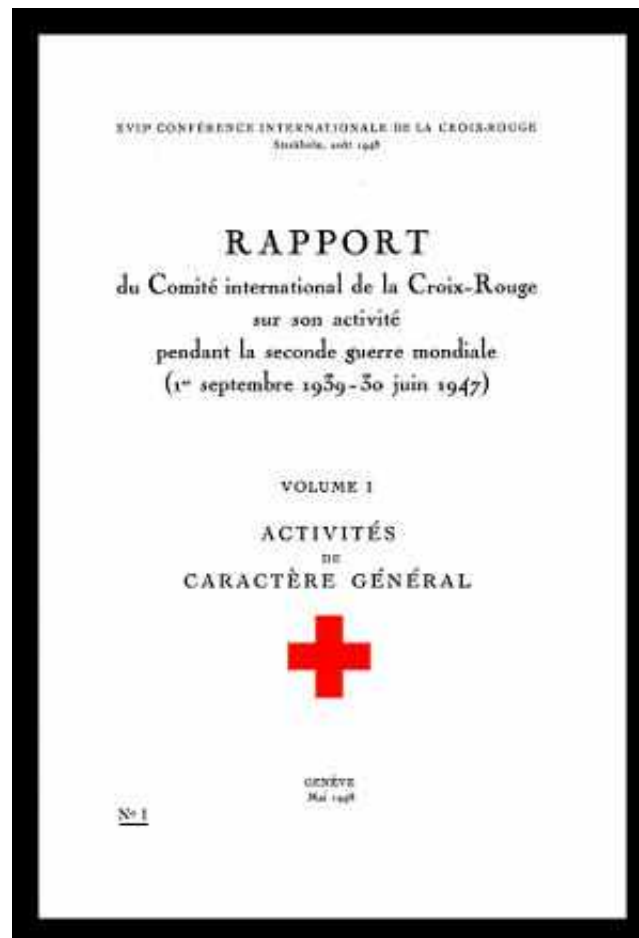 XVIIᵉ CONFÉRENCE INTERNATIONALE DE LA CROIX-ROUGE
Stockholm, août 1948
RAPPORT
du Comité international de la Croix-Rouge
sur son activité
pendant la seconde guerre mondiale
(1ᵉʳ septembre 1939-30 juin 1947)
VOLUME I
ACTIVITÉS
DE
CARACTÈRE GÉNÉRAL
GENÈVE
Mai 1948
Nº 1